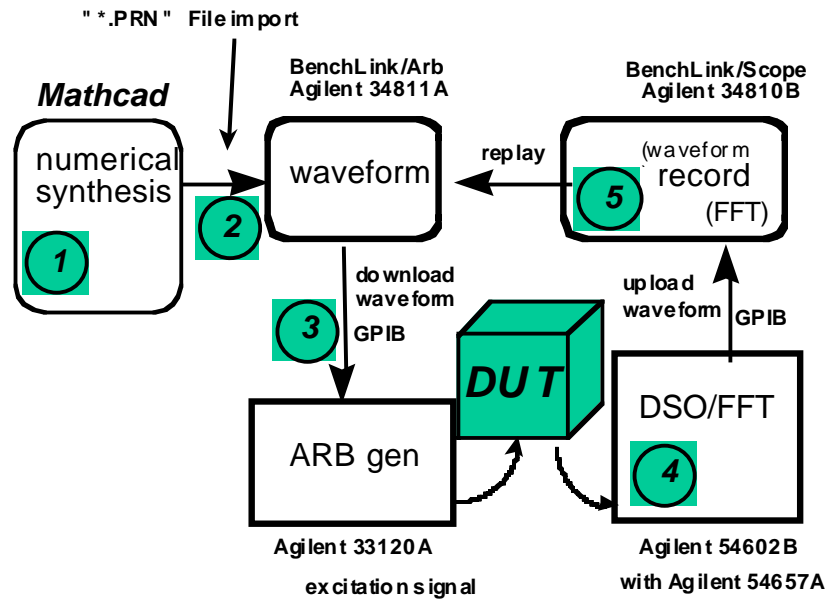 "*.PRN" File import
BenchLink/Arb
Agilent 34811A
BenchLink/Scope
Agilent 34810B
Mathcad
numerical
synthesis
1
2
waveform
replay
(waveform
record
(FFT)
5
download
waveform
GPIB
3
upload
waveform
GPIB
DUT
ARB gen
DSO/FFT
4
Agilent 33120A
excitation signal
Agilent 54602B
with Agilent 54657A